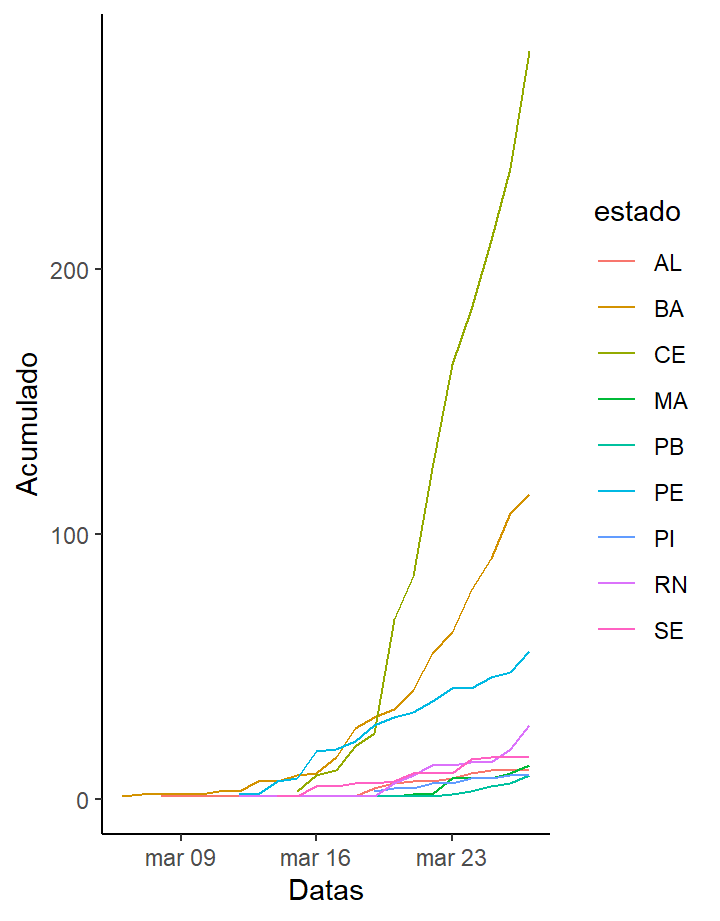 200
100
0
Acumulado
mar 09
mar 16
mar 23
Datas
estado
AL
BA
CE
MA
PB
PE
PI
RN
SE